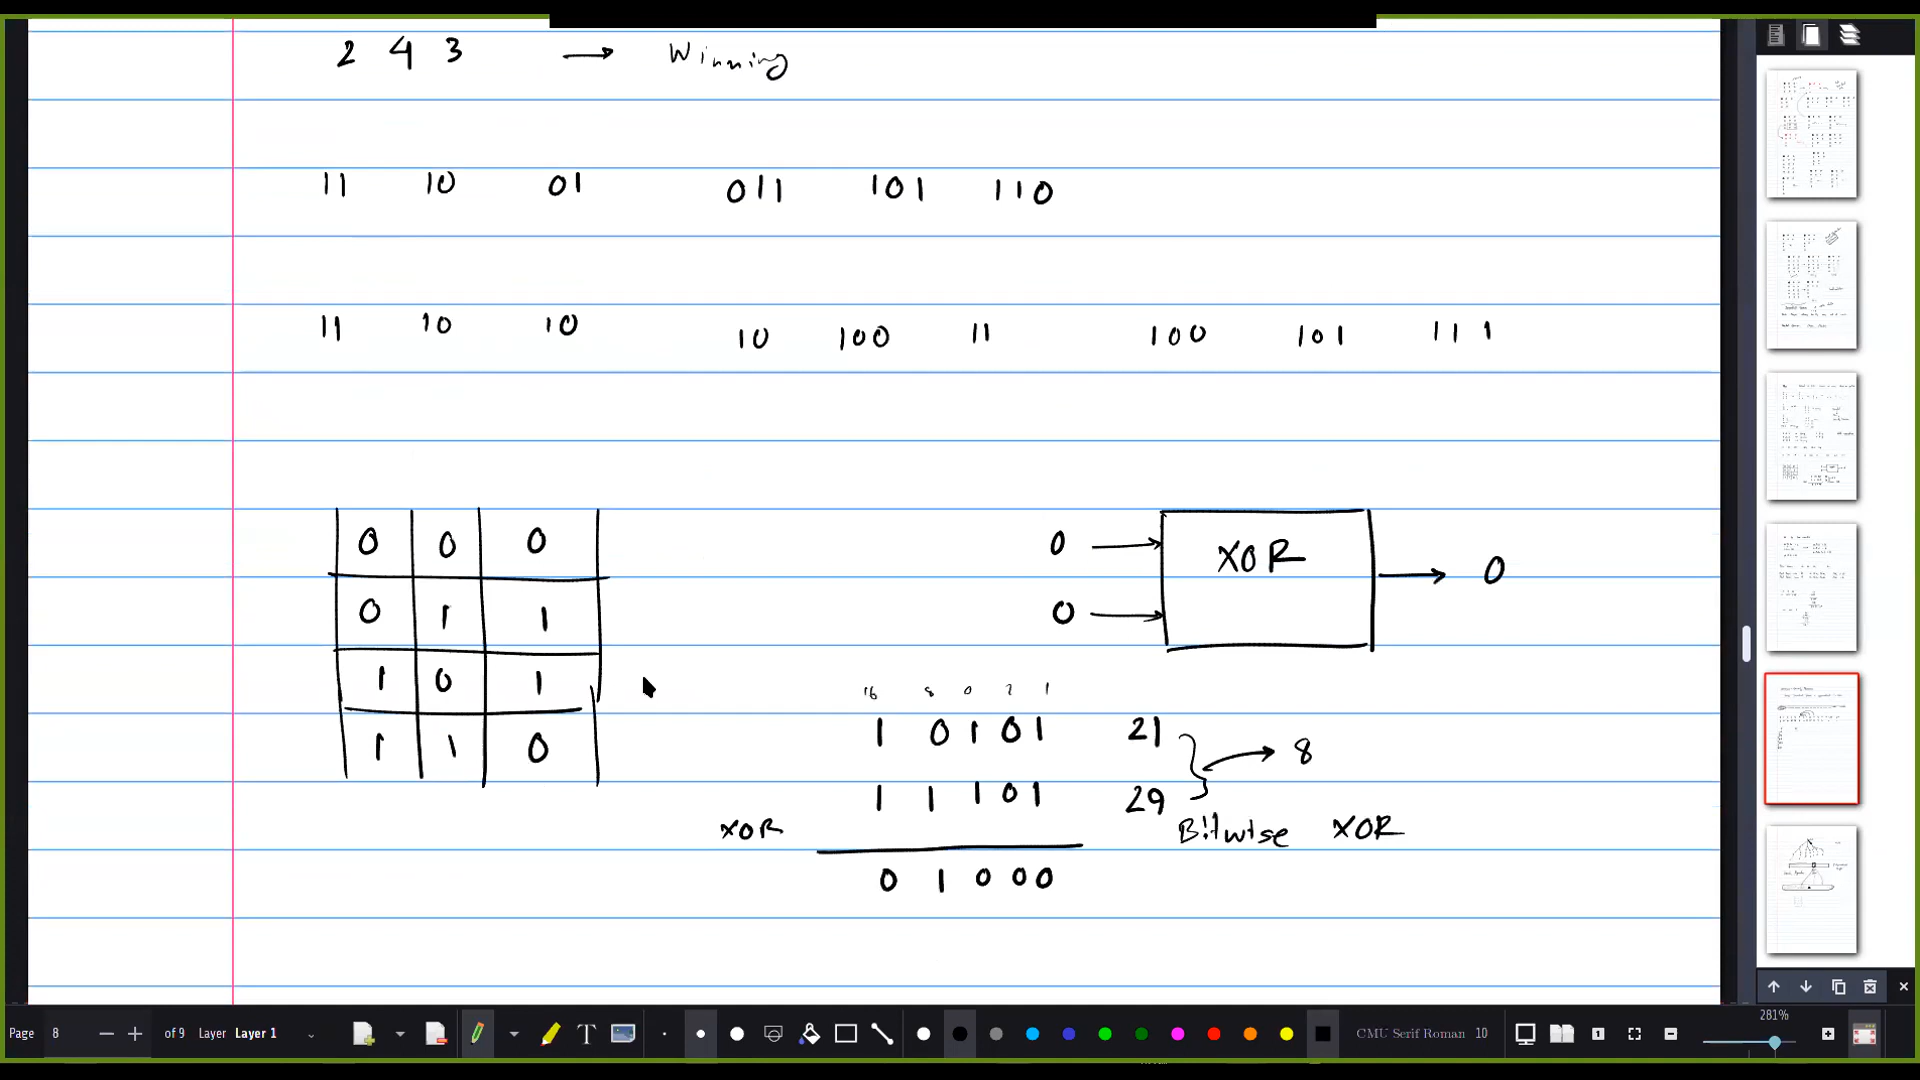 2 4 3 → Winning
11 10 01 011 101 110
11 10 10 10 100 11 100 101 111
0 0 0
0 1 1
1 0 1
1 1 0
0
0
XOR
0
16 8 0 2 1
1 0 1 0 1 21
1 1 1 0 1 29
8
XOR
Bitwise XOR
0 1 0 0 0
Page 8 of 9 Layer Layer 1
CMU Serif Roman 10
281%